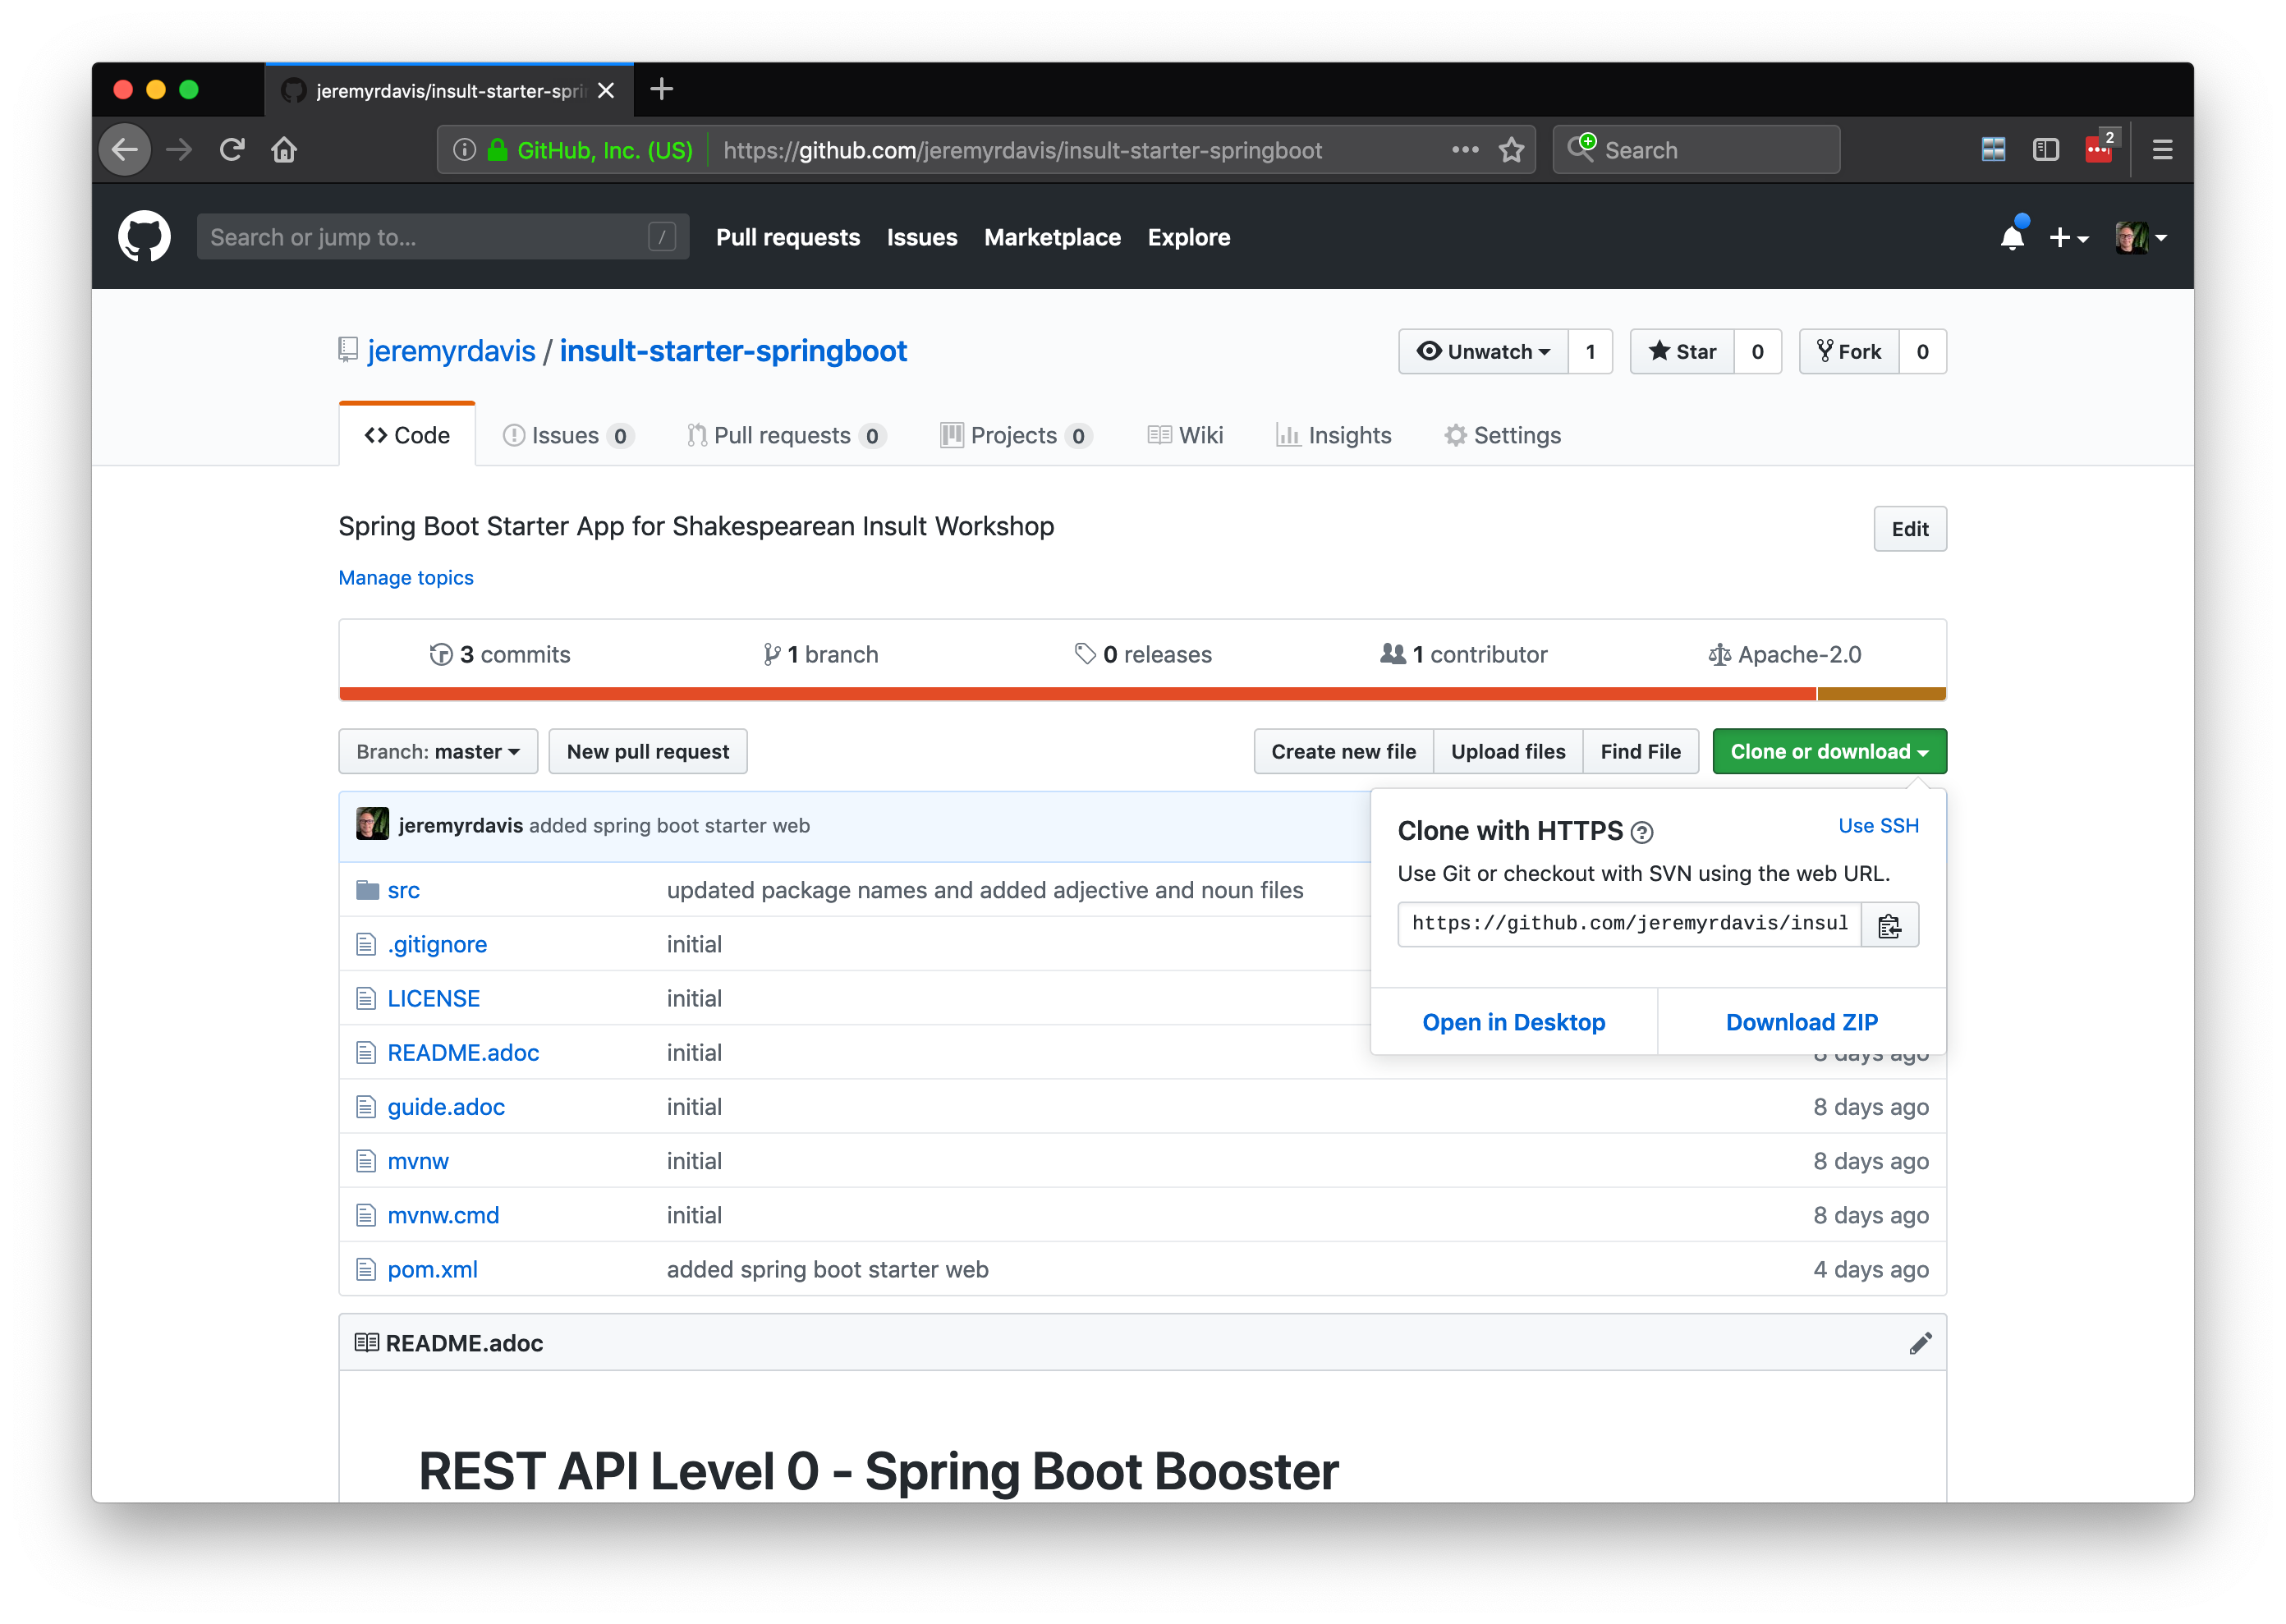 jeremyrdavis/insult-starter-spri
GitHub, Inc. (US) https://github.com/jeremyrdavis/insult-starter-springboot Search 2
Search or jump to... / Pull requests Issues Marketplace Explore
jeremyrdavis / insult-starter-springboot Unwatch 1 Star 0 Fork 0
Code Issues 0 Pull requests 0 Projects 0 Wiki Insights Settings
Spring Boot Starter App for Shakespearean Insult Workshop Edit
Manage topics
3 commits 1 branch 0 releases 1 contributor Apache-2.0
Branch: master New pull request Create new file Upload files Find File Clone or download
jeremyrdavis added spring boot starter web
Clone with HTTPS ? Use SSH
Use Git or checkout with SVN using the web URL.
https://github.com/jeremyrdavis/insul
Open in Desktop Download ZIP
src updated package names and added adjective and noun files
.gitignore initial
LICENSE initial
README.adoc initial days ago
guide.adoc initial 8 days ago
mvnw initial 8 days ago
mvnw.cmd initial 8 days ago
pom.xml added spring boot starter web 4 days ago
README.adoc
REST API Level 0 - Spring Boot Booster